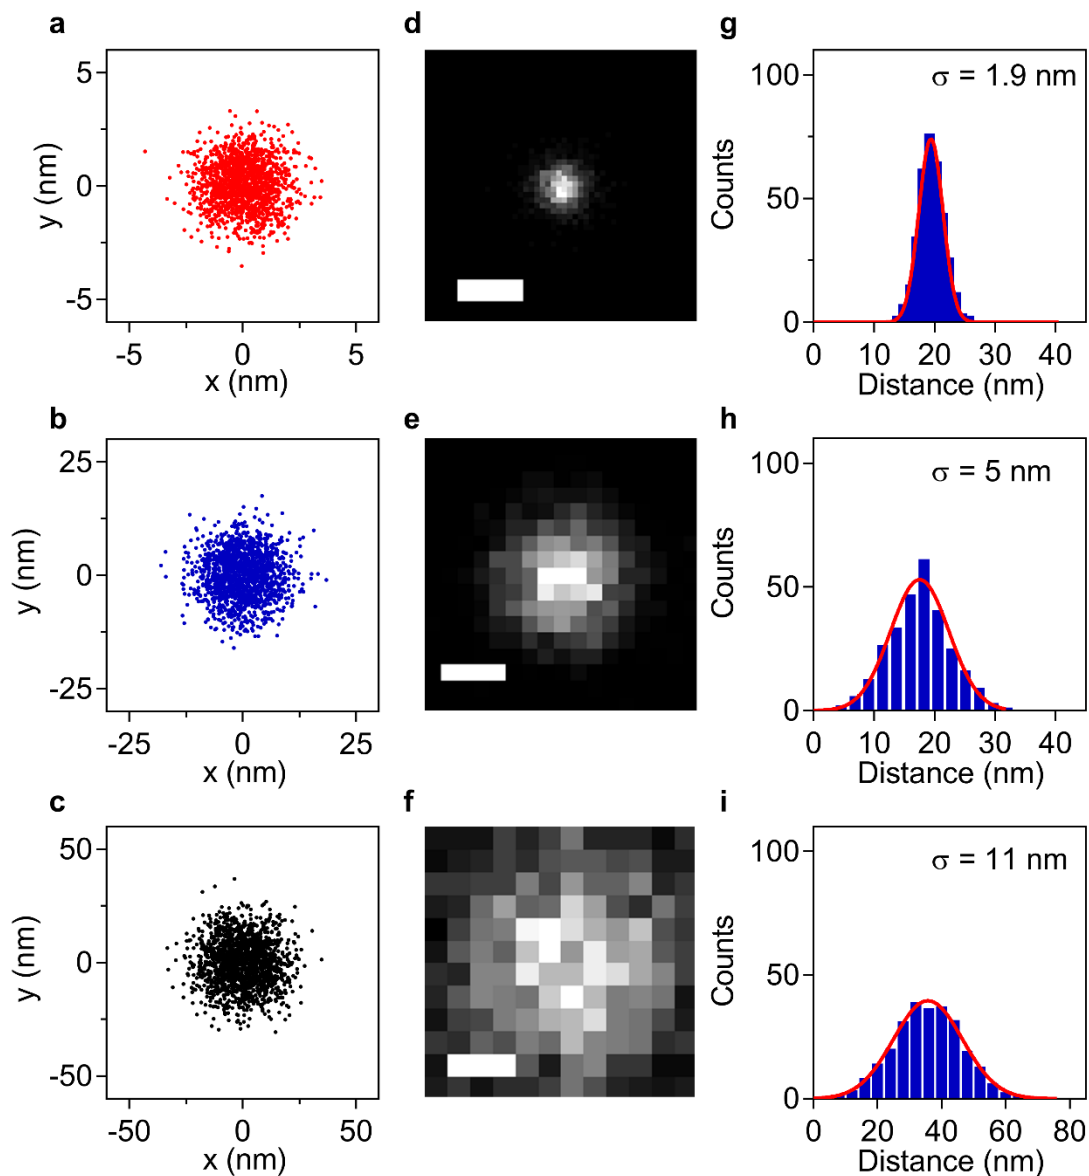 a
d
g
5
0
-5
y (nm)
-5
0
5
x (nm)
σ = 1.9 nm
100
50
0
Counts
0
10
20
30
40
Distance (nm)
b
e
h
25
0
-25
y (nm)
-25
0
25
x (nm)
σ = 5 nm
100
50
0
Counts
0
10
20
30
40
Distance (nm)
c
f
i
50
0
-50
y (nm)
-50
0
50
x (nm)
σ = 11 nm
100
50
0
Counts
0
20
40
60
80
Distance (nm)